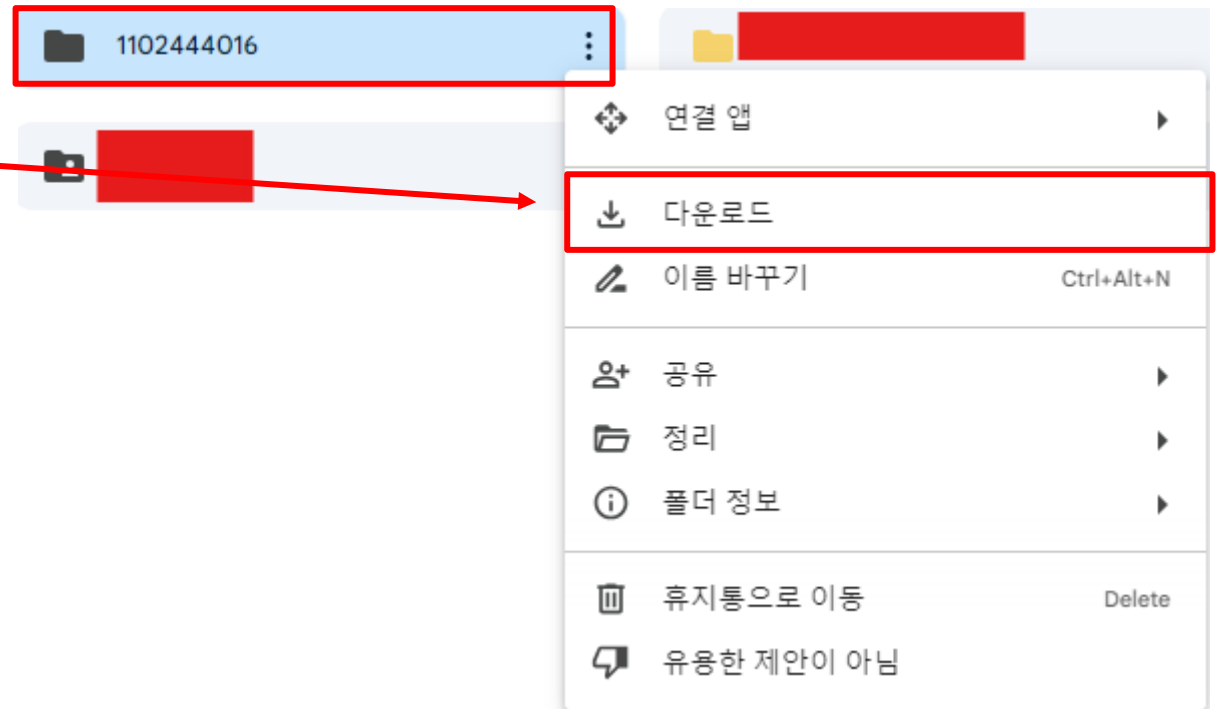 1102444016
연결 앱
다운로드
이름 바꾸기 Ctrl+Alt+N
공유
정리
폴더 정보
휴지통으로 이동 Delete
유용한 제안이 아님